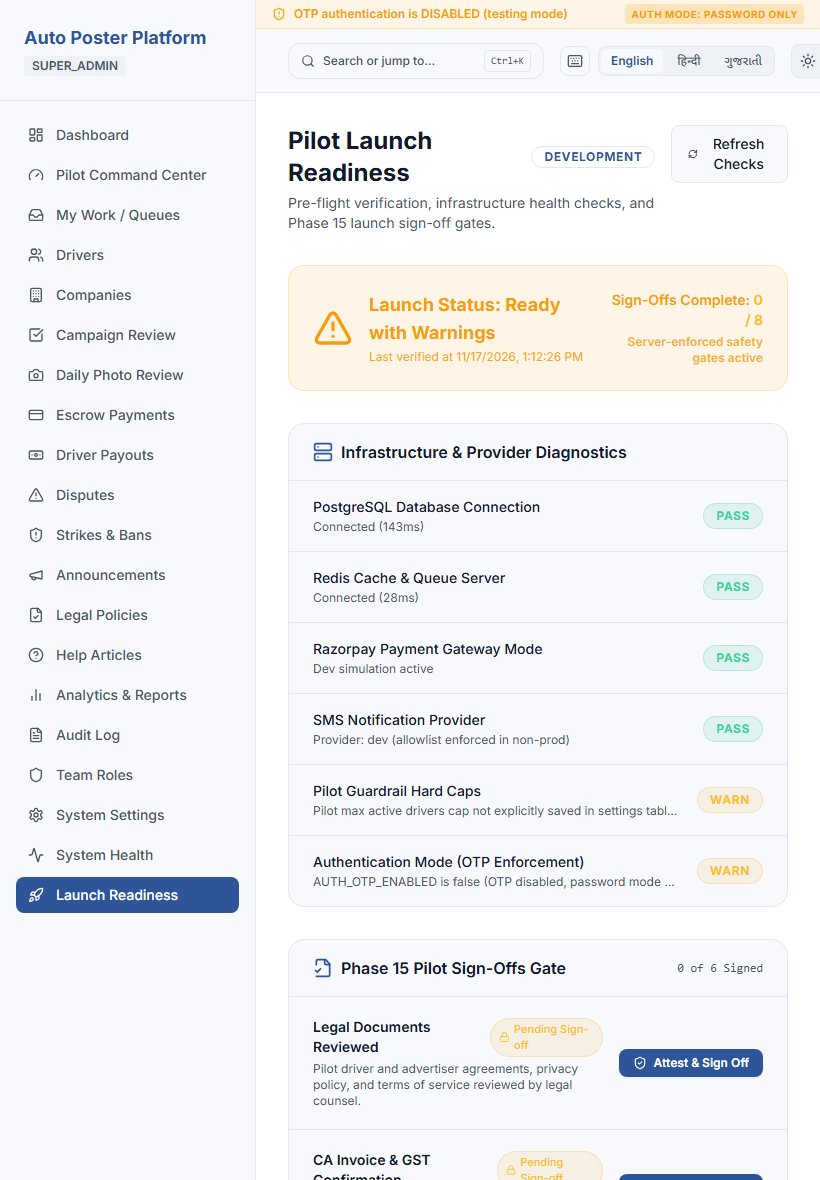 Auto Poster Platform
SUPER_ADMIN
Dashboard
Pilot Command Center
My Work / Queues
Drivers
Companies
Campaign Review
Daily Photo Review
Escrow Payments
Driver Payouts
Disputes
Strikes & Bans
Announcements
Legal Policies
Help Articles
Analytics & Reports
Audit Log
Team Roles
System Settings
System Health
Launch Readiness
OTP authentication is DISABLED (testing mode)
AUTH MODE: PASSWORD ONLY
Search or jump to...
Ctrl+K
English
हिन्दी
ગુજરાતી
Pilot Launch
Readiness
DEVELOPMENT
Refresh
Checks
Pre-flight verification, infrastructure health checks, and
Phase 15 launch sign-off gates.
Launch Status: Ready
with Warnings
Last verified at 11/17/2026, 1:12:26 PM
Sign-Offs Complete: 0
/ 8
Server-enforced safety
gates active
Infrastructure & Provider Diagnostics
PostgreSQL Database Connection
Connected (143ms)
PASS
Redis Cache & Queue Server
Connected (28ms)
PASS
Razorpay Payment Gateway Mode
Dev simulation active
PASS
SMS Notification Provider
Provider: dev (allowlist enforced in non-prod)
PASS
Pilot Guardrail Hard Caps
Pilot max active drivers cap not explicitly saved in settings tabl...
WARN
Authentication Mode (OTP Enforcement)
AUTH_OTP_ENABLED is false (OTP disabled, password mode ...
WARN
Phase 15 Pilot Sign-Offs Gate
0 of 6 Signed
Legal Documents
Reviewed
Pending Sign-
off
Pilot driver and advertiser agreements, privacy
policy, and terms of service reviewed by legal
counsel.
Attest & Sign Off
CA Invoice & GST
Confirmation
Pending
Sign-off